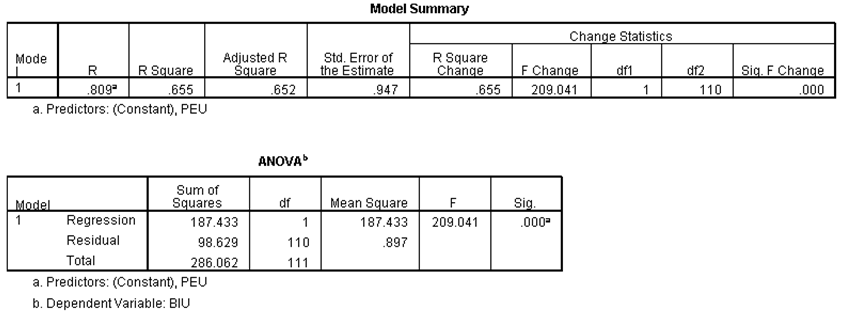 Model Summary
Change Statistics
Mode
l R R Square Adjusted R Square Std. Error of the Estimate R Square Change F Change df1 df2 Sig. F Change
1 .809a .655 .652 .947 .655 209.041 1 110 .000
a. Predictors: (Constant), PEU
ANOVAb
Model Sum of Squares df Mean Square F Sig.
1 Regression 187.433 1 187.433 209.041 .000a
Residual 98.629 110 .897
Total 286.062 111
a. Predictors: (Constant), PEU
b. Dependent Variable: BIU